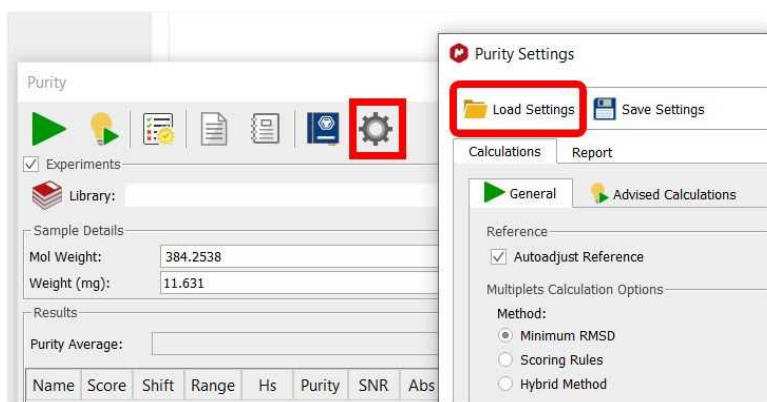 Purity
Experiments
Library:
Sample Details
Mol Weight: 384.2538
Weight (mg): 11.631
Results
Purity Average:
Name Score Shift Range Hs Purity SNR Abs
Purity Settings
Load Settings Save Settings
Calculations Report
General Advised Calculations
Reference
Autoadjust Reference
Multiplets Calculation Options
Method:
Minimum RMSD
Scoring Rules
Hybrid Method